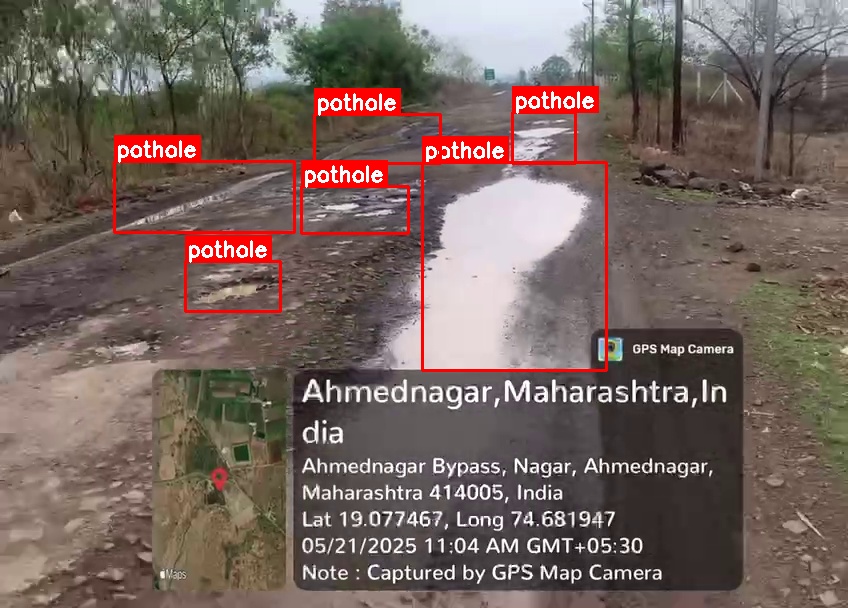 pothole
pothole
pothole
pothole
pothole
pothole
GPS Map Camera
Ahmednagar,Maharashtra,In
dia
Ahmednagar Bypass, Nagar, Ahmednagar,
Maharashtra 414005, India
Lat 19.077467, Long 74.681947
05/21/2025 11:04 AM GMT+05:30
Note : Captured by GPS Map Camera
Maps